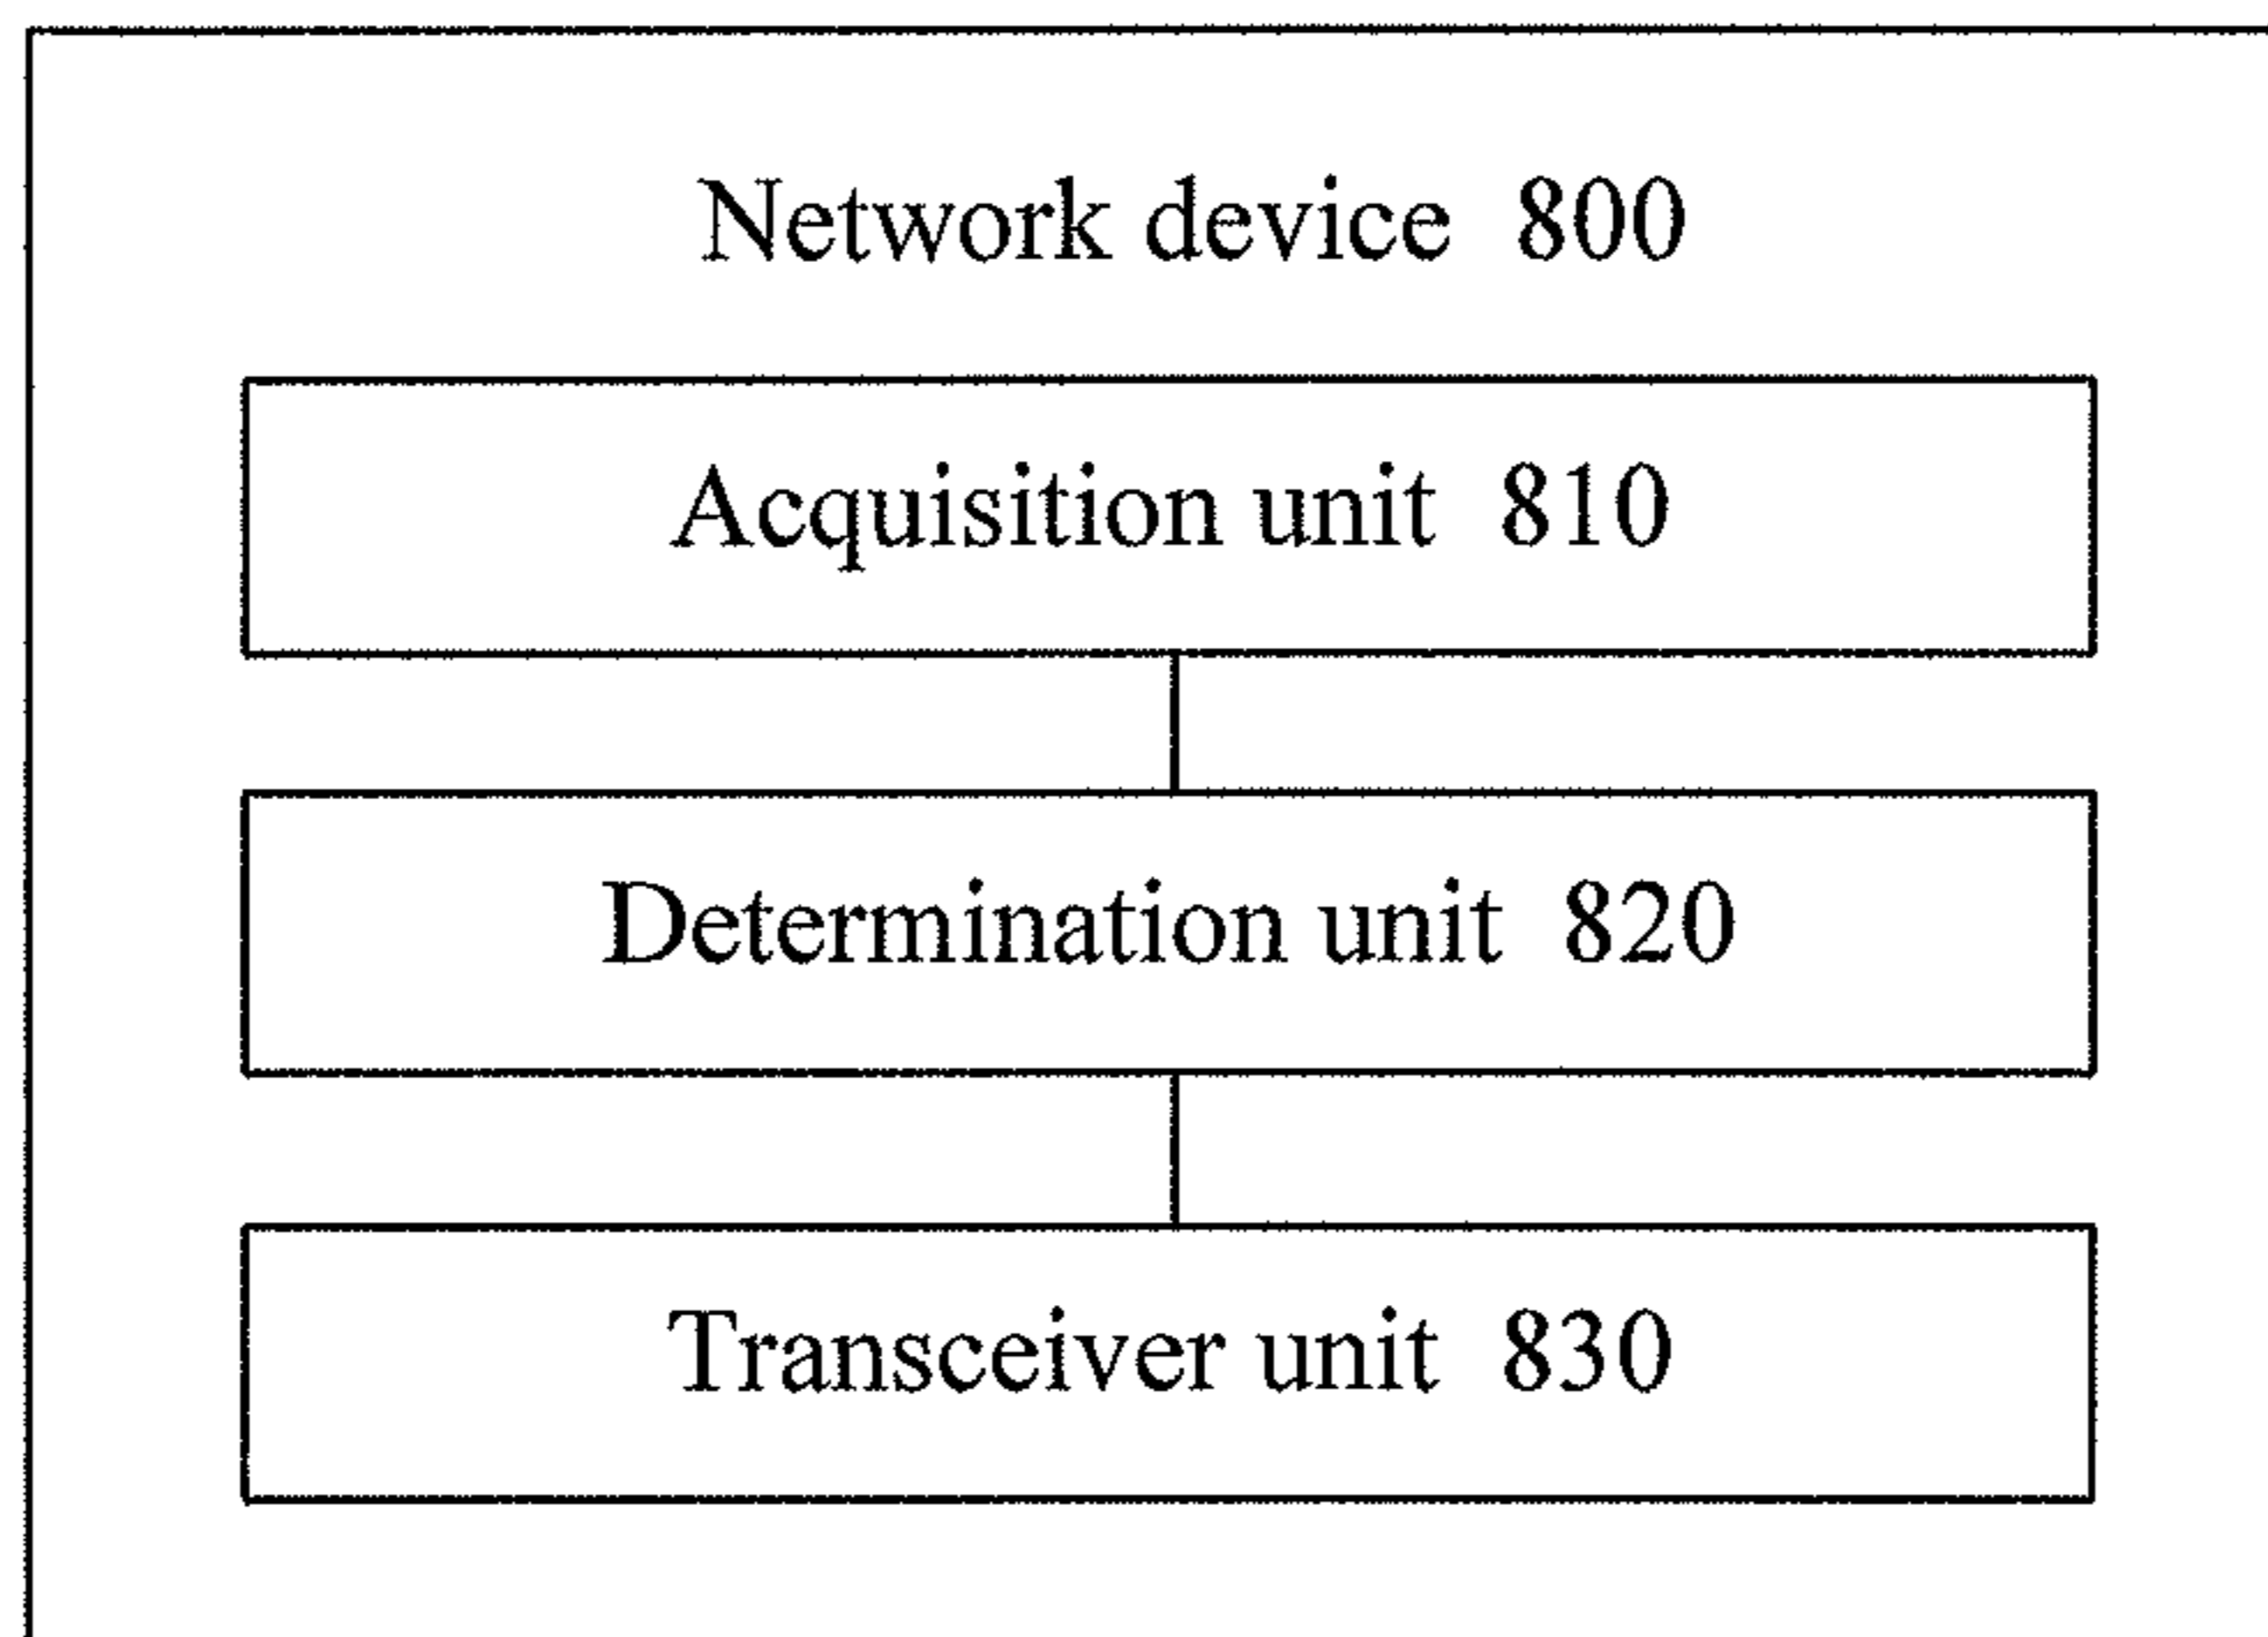 Network device 800
Acquisition unit 810
Determination unit 820
Transceiver unit 830